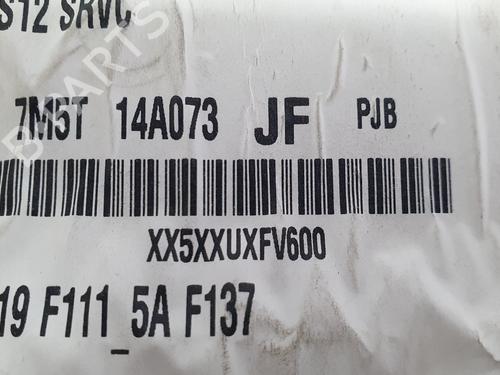 S12 SRVC
7M5T 14A073 JF PJB
XX5XXUXFV600
19 F111_5A F137